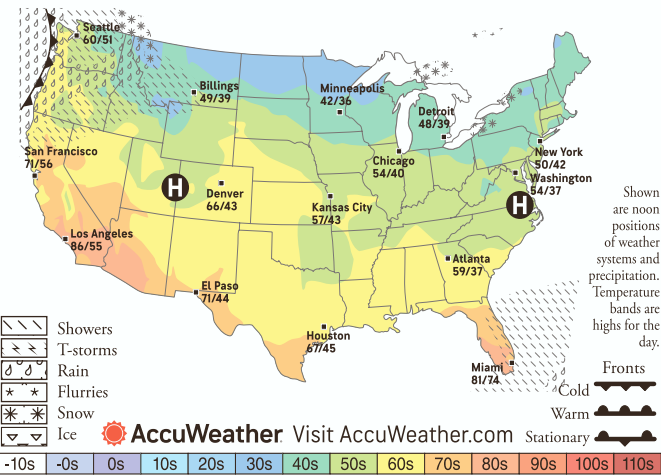 Seattle
60/51
Billings
49/39
Minneapolis
42/36
Detroit
48/39
San Francisco
71/56
Chicago
54/40
New York
50/42
Washington
54/37
H
Denver
66/43
Kansas City
57/43
H
Los Angeles
86/55
Atlanta
59/37
El Paso
71/44
Houston
67/45
Miami
81/74
Shown
are noon
positions
of weather
systems and
precipitation.
Temperature
bands are
highs for the
day.
Showers
T-storms
Rain
Flurries
Snow
Ice
Fronts
Cold
Warm
Stationary
AccuWeather Visit AccuWeather.com
-10s -0s 0s 10s 20s 30s 40s 50s 60s 70s 80s 90s 100s 110s